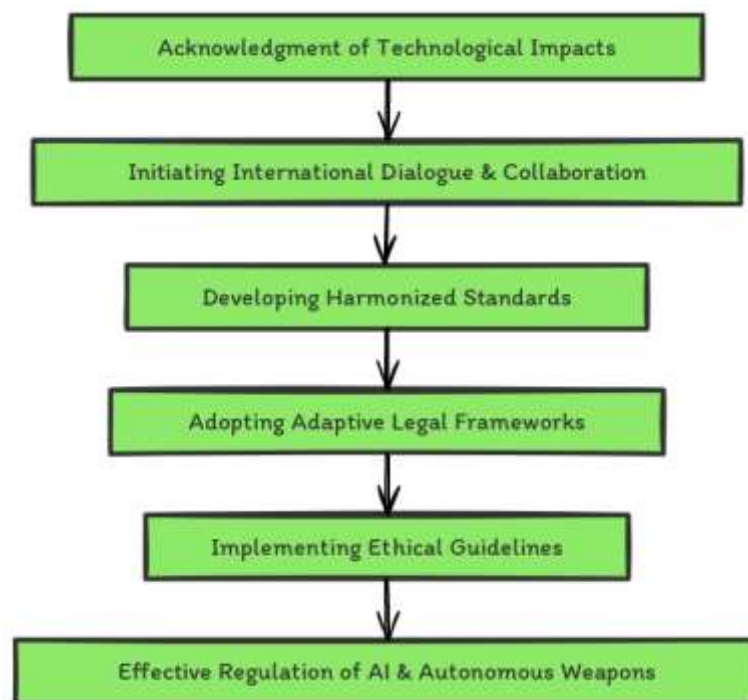 Acknowledgment of Technological Impacts
Initiating International Dialogue & Collaboration
Developing Harmonized Standards
Adopting Adaptive Legal Frameworks
Implementing Ethical Guidelines
Effective Regulation of AI & Autonomous Weapons